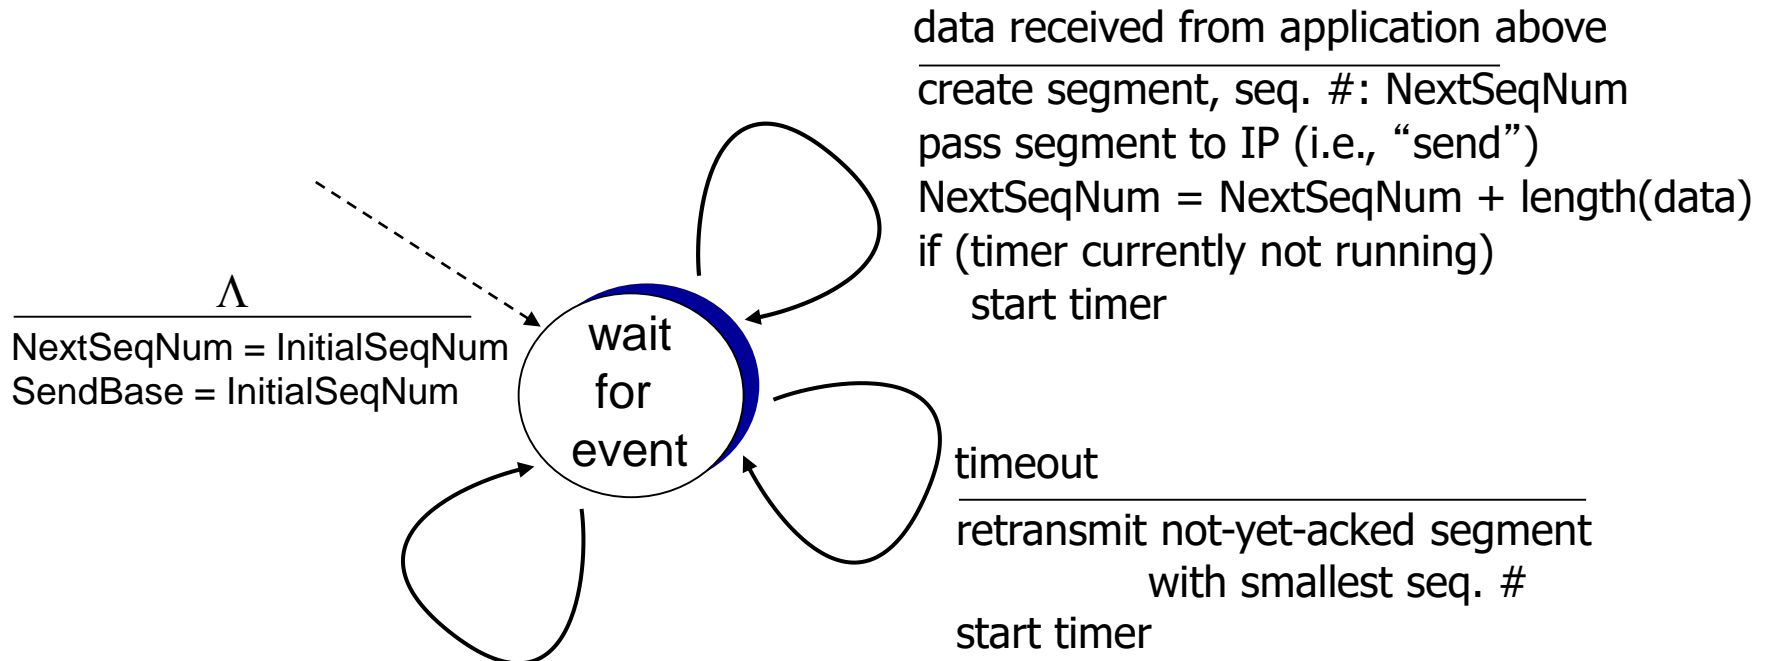 data received from application above
create segment, seq. #: NextSeqNum
pass segment to IP (i.e., “send”)
NextSeqNum = NextSeqNum + length(data)
if (timer currently not running)
start timer
Λ
NextSeqNum = InitialSeqNum
SendBase = InitialSeqNum
wait
for
event
timeout
retransmit not-yet-acked segment
with smallest seq. #
start timer